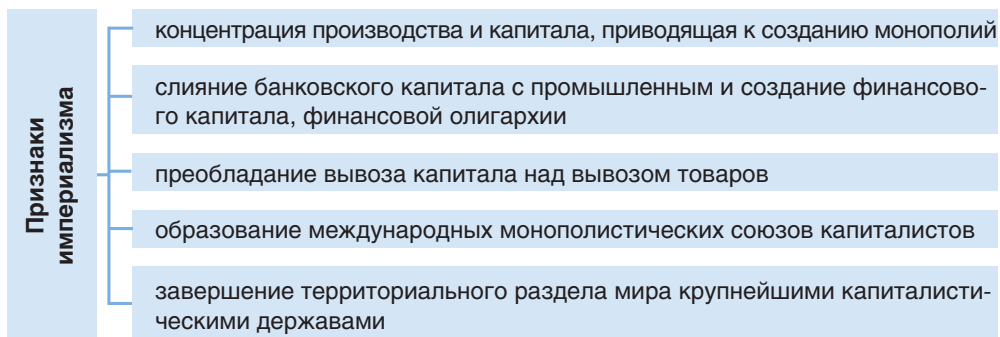 Признаки
империализма
концентрация производства и капитала, приводящая к созданию монополий
слияние банковского капитала с промышленным и создание финансово-
го капитала, финансовой олигархии
преобладание вывоза капитала над вывозом товаров
образование международных монополистических союзов капиталистов
завершение территориального раздела мира крупнейшими капиталисти-
ческими державами